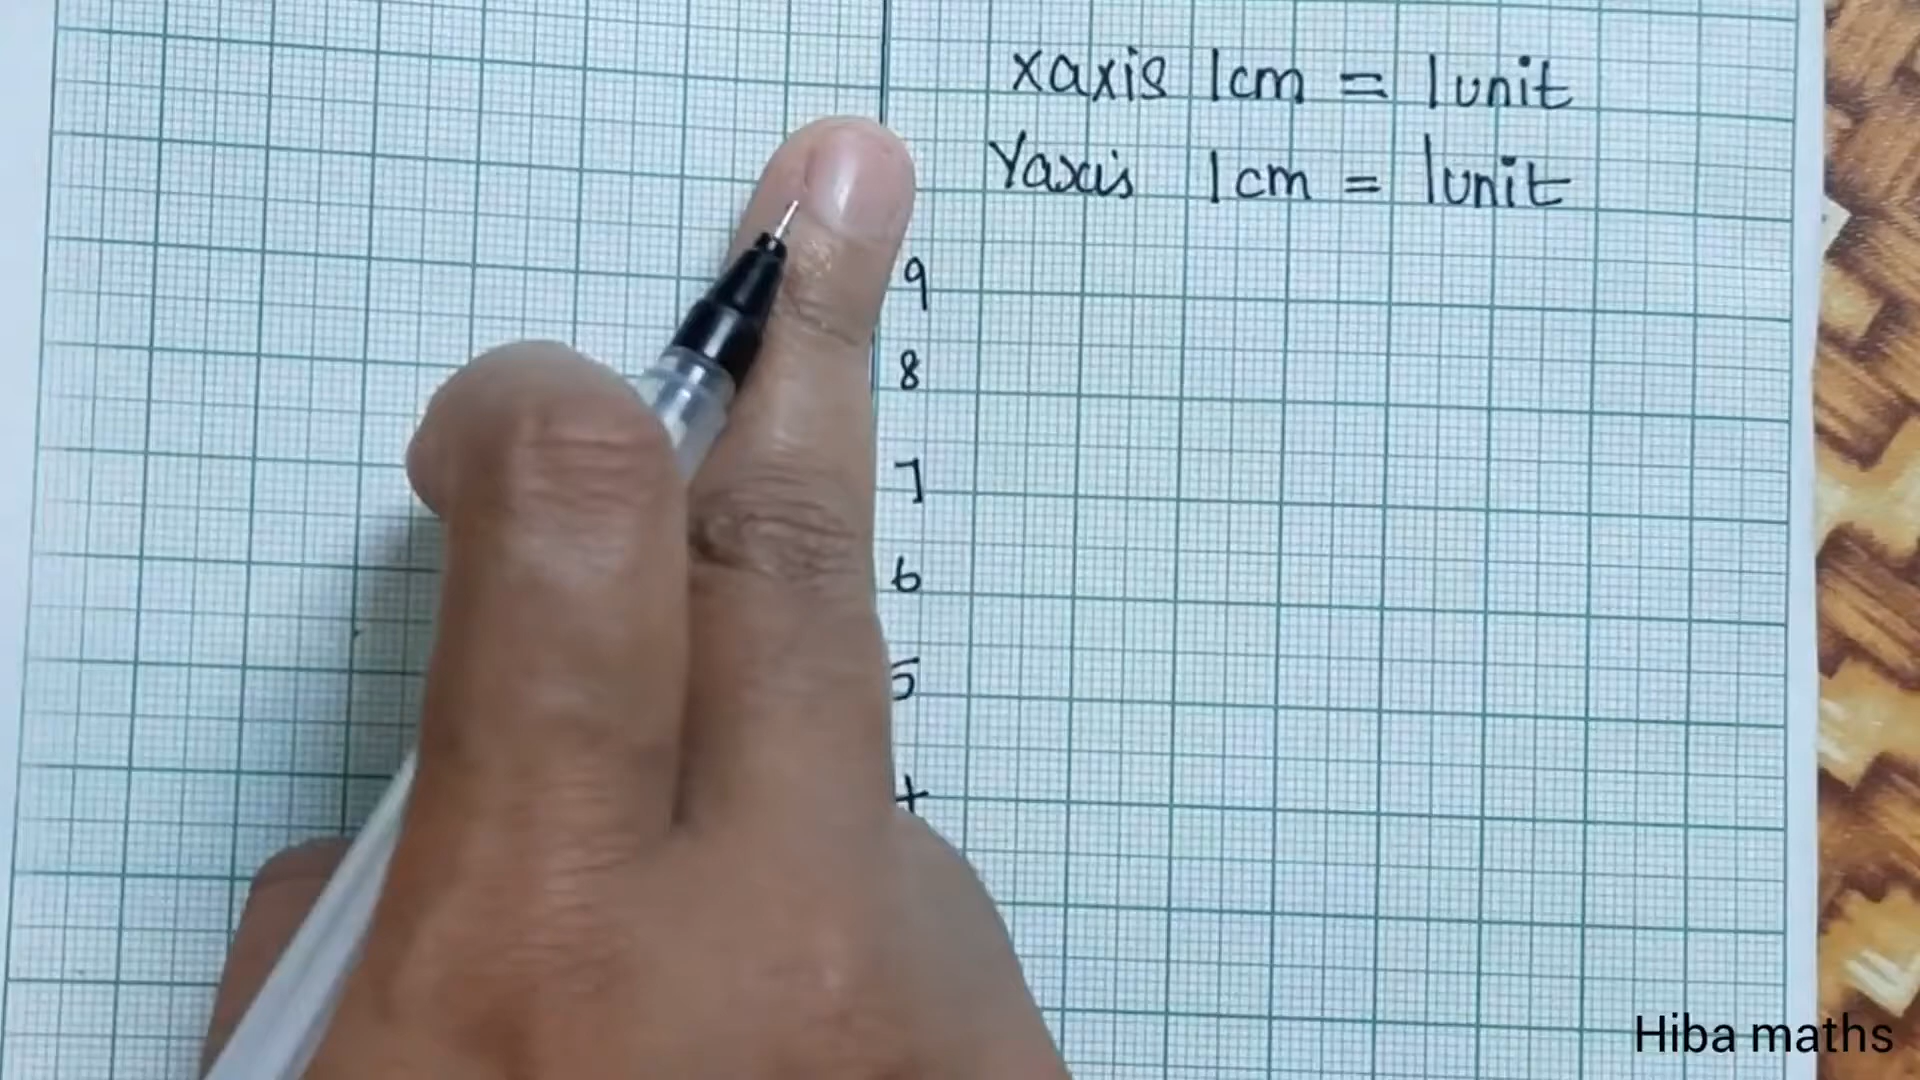 xaxis 1cm = 1unit
Yaxis 1cm = 1unit
9
8
7
6
5
Hiba maths